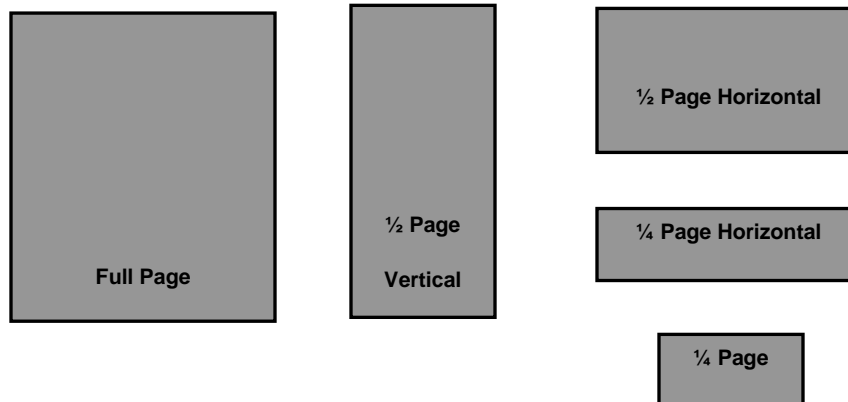 Full Page
½ Page
Vertical
½ Page Horizontal
¼ Page Horizontal
¼ Page